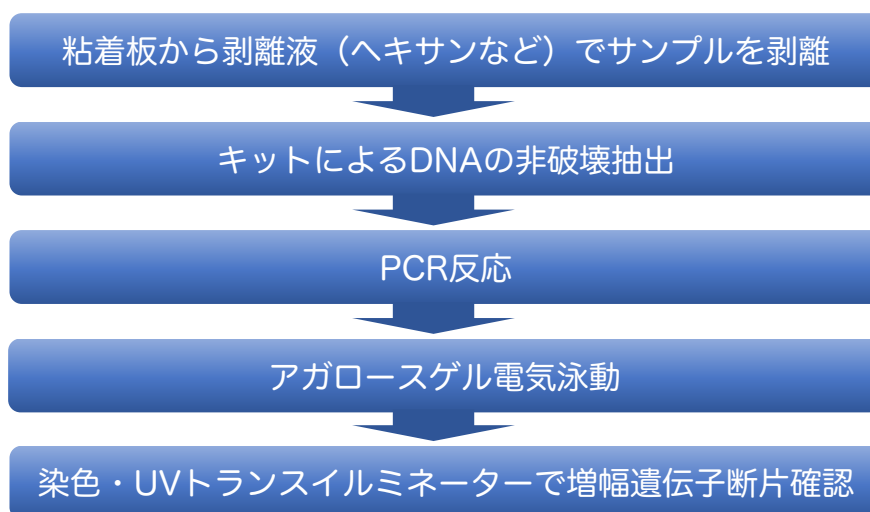 粘着板から剥離液（ヘキサンなど）でサンプルを剥離
キットによるDNAの非破壊抽出
PCR反応
アガロースゲル電気泳動
染色・UVトランスイルミネーターで増幅遺伝子断片確認